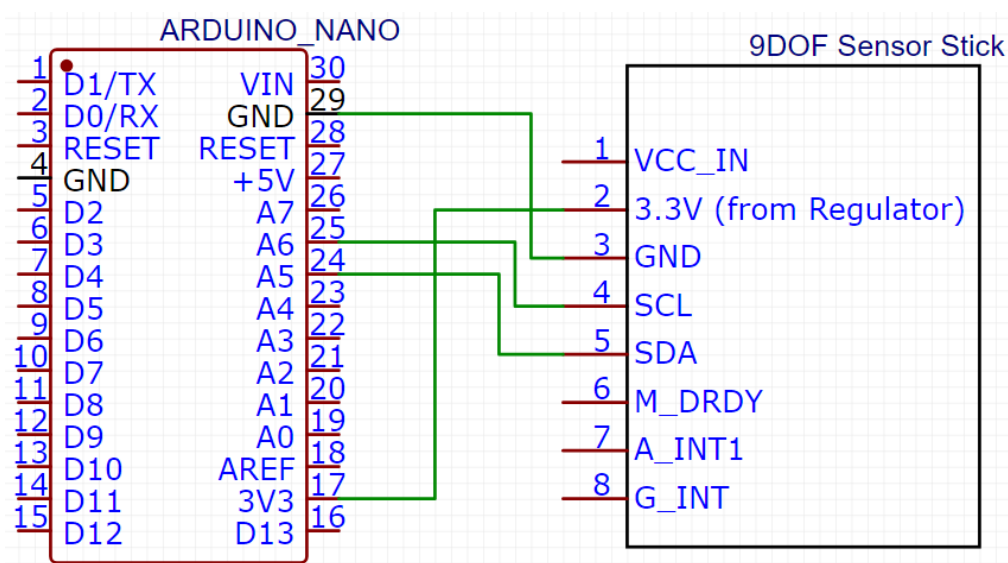 ARDUINO_NANO
1 D1/TX VIN 30
2 D0/RX GND 29
3 RESET RESET 28
4 GND +5V 27
5 D2 A7 26
6 D3 A6 25
7 D4 A5 24
8 D5 A4 23
9 D6 A3 22
10 D7 A2 21
11 D8 A1 20
12 D9 A0 19
13 D10 AREF 18
14 D11 3V3 17
15 D12 D13 16
9DOF Sensor Stick
1 VCC_IN
2 3.3V (from Regulator)
3 GND
4 SCL
5 SDA
6 M_DRDY
7 A_INT1
8 G_INT